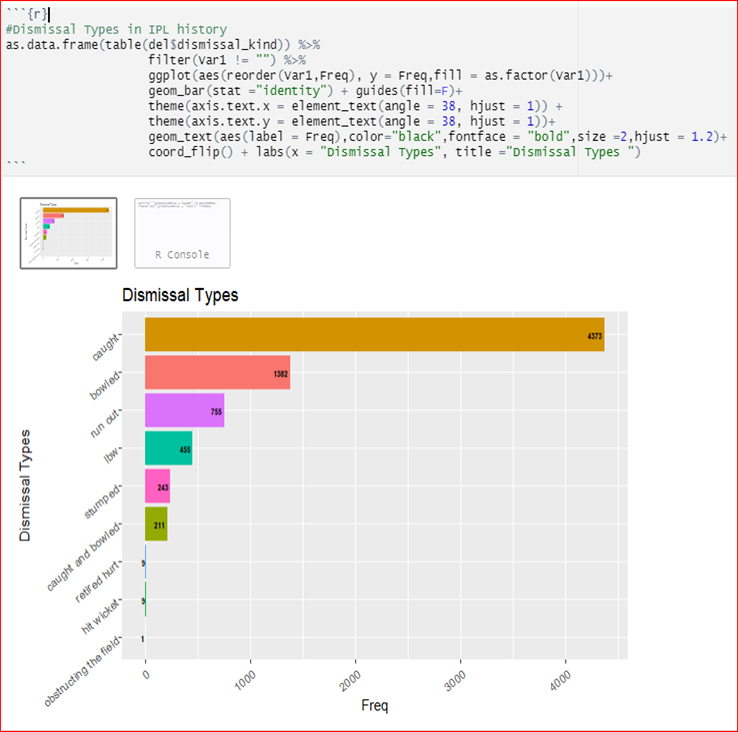 ```{r}
#Dismissal Types in IPL history
as.data.frame(table(del$dismissal_kind)) %>%
filter(Var1 != "") %>%
ggplot(aes(reorder(Var1,Freq), y = Freq,fill = as.factor(Var1)))+
geom_bar(stat ="identity") + guides(fill=F)+
theme(axis.text.x = element_text(angle = 38, hjust = 1)) +
theme(axis.text.y = element_text(angle = 38, hjust = 1))+
geom_text(aes(label = Freq),color="black",fontface = "bold",size =2,hjust = 1.2)+
coord_flip() + labs(x = "Dismissal Types", title ="Dismissal Types ")
```
R Console
Dismissal Types
Dismissal Types
caught
4373
bowled
1382
run out
755
lbw
455
stumped
243
caught and bowled
211
retired hurt
9
hit wicket
9
obstructing the field
1
0
1000
2000
3000
4000
Freq